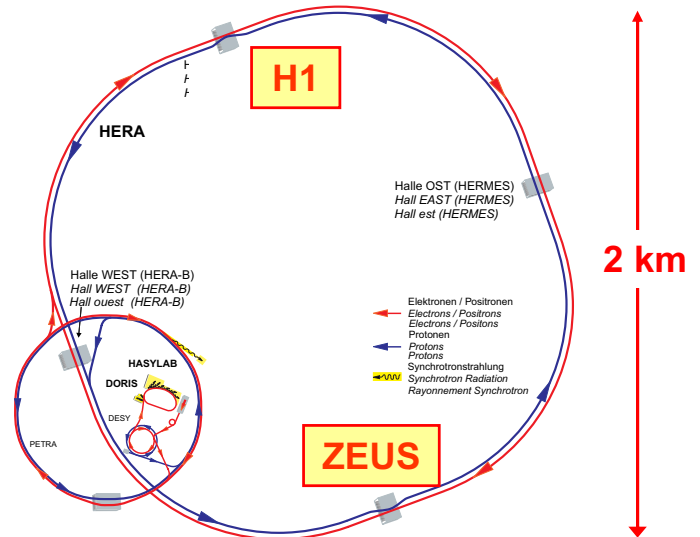 H1
H
H
H
HERA
Halle OST (HERMES)
Hall EAST (HERMES)
Hall est (HERMES)
2 km
Halle WEST (HERA-B)
Hall WEST (HERA-B)
Hall ouest (HERA-B)
Elektronen / Positronen
Electrons / Positrons
Electrons / Positons
Protonen
Protons
Protons
Synchrotronstrahlung
Synchrotron Radiation
Rayonnement Synchrotron
HASYLAB
DORIS
DESY
PETRA
ZEUS